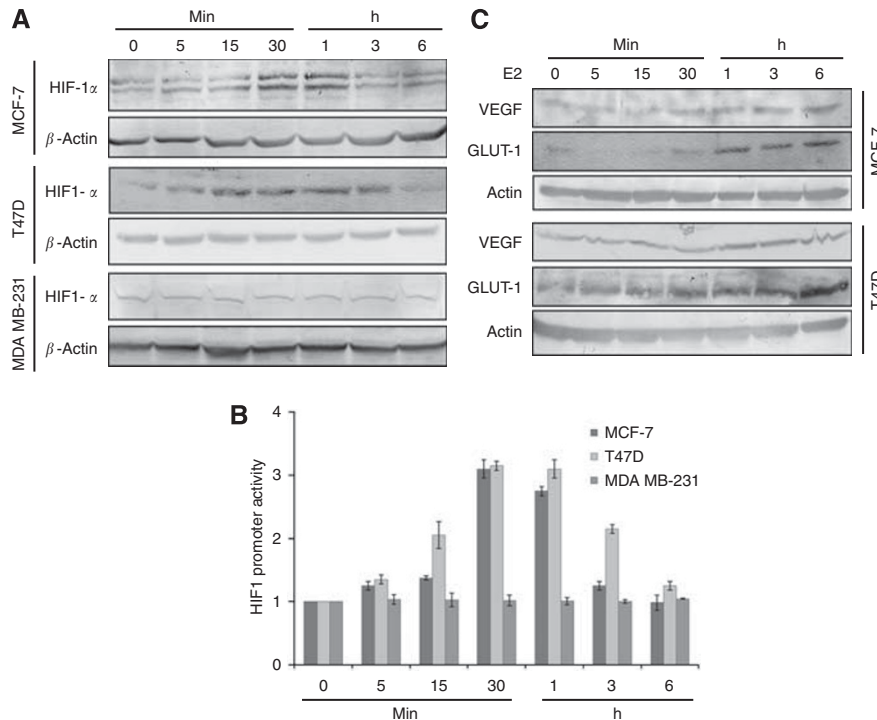 A
Min h
0 5 15 30 1 3 6
MCF-7
HIF-1α
β-Actin
T47D
HIF1- α
β-Actin
MDA MB-231
HIF1- α
β-Actin
C
Min h
E2 0 5 15 30 1 3 6
VEGF
GLUT-1
Actin
MCF-7
VEGF
GLUT-1
Actin
T47D
B
HIF1 promoter activity
4
3
2
1
0
MCF-7
T47D
MDA MB-231
0 5 15 30 1 3 6
Min h